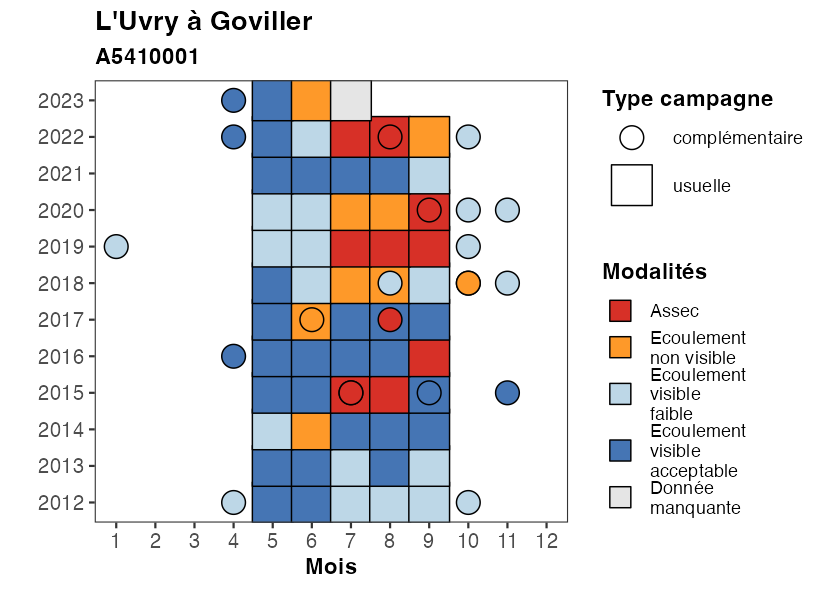 L'Uvry à Goviller
A5410001
2023
2022
2021
2020
2019
2018
2017
2016
2015
2014
2013
2012
1 2 3 4 5 6 7 8 9 10 11 12
Mois
Type campagne
complémentaire
usuelle
Modalités
Assec
Ecoulement
non visible
Ecoulement
visible
faible
Ecoulement
visible
acceptable
Donnée
manquante